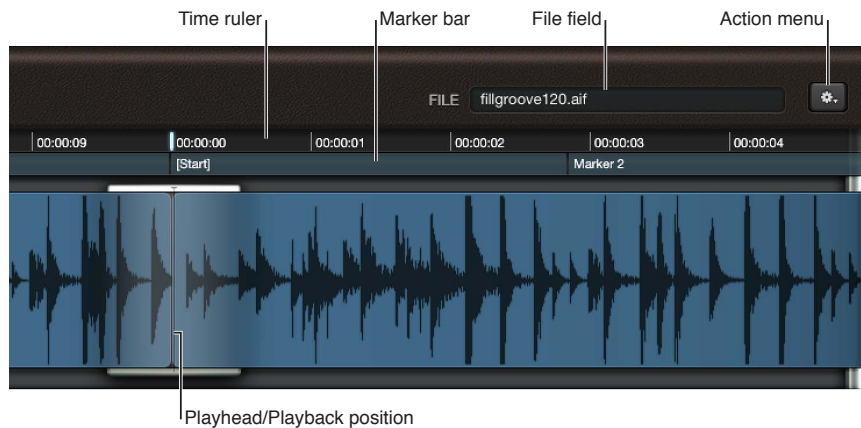 Time ruler Marker bar File field Action menu
FILE fillgroove120.aif
00:00:09 00:00:00 00:00:01 00:00:02 00:00:03 00:00:04
[Start] Marker 2
Playhead/Playback position